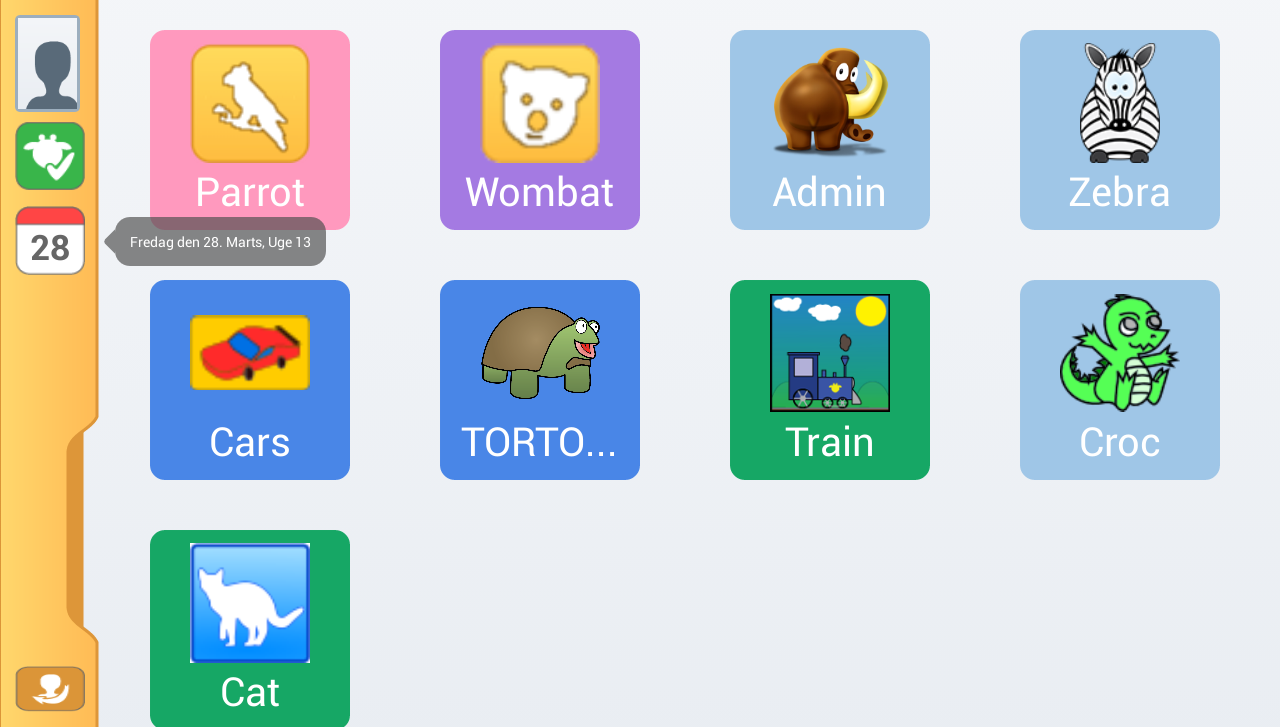 Parrot
Wombat
Admin
Zebra
28
Fredag den 28. Marts, Uge 13
Cars
TORTO...
Train
Croc
Cat